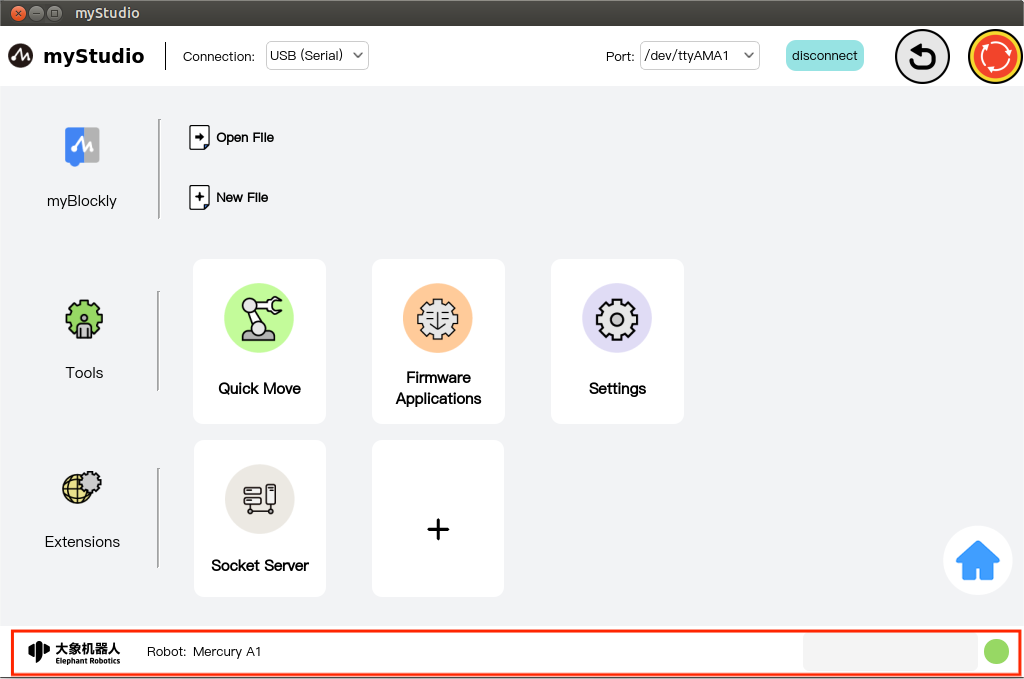 myStudio
myStudio
Connection: USB (Serial)
Port: /dev/ttyAMA1
disconnect
Open File
New File
myBlockly
Tools
Quick Move
Firmware
Applications
Settings
Extensions
Socket Server
大象机器人
Elephant Robotics
Robot: Mercury A1